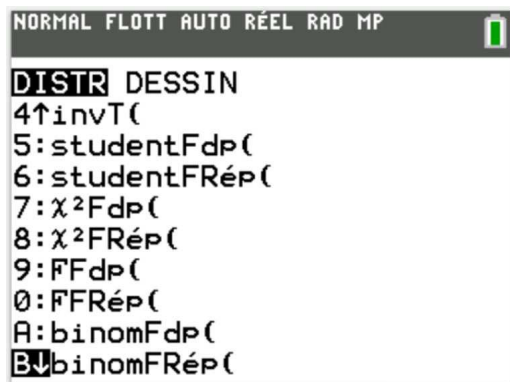 NORMAL FLOTT AUTO RÉEL RAD MP
DISTR DESSIN
4↑invT(
5:studentFdp(
6:studentFRép(
7:χ²Fdp(
8:χ²FRép(
9:FFdp(
0:FFRép(
A:binomFdp(
B↓binomFRép(